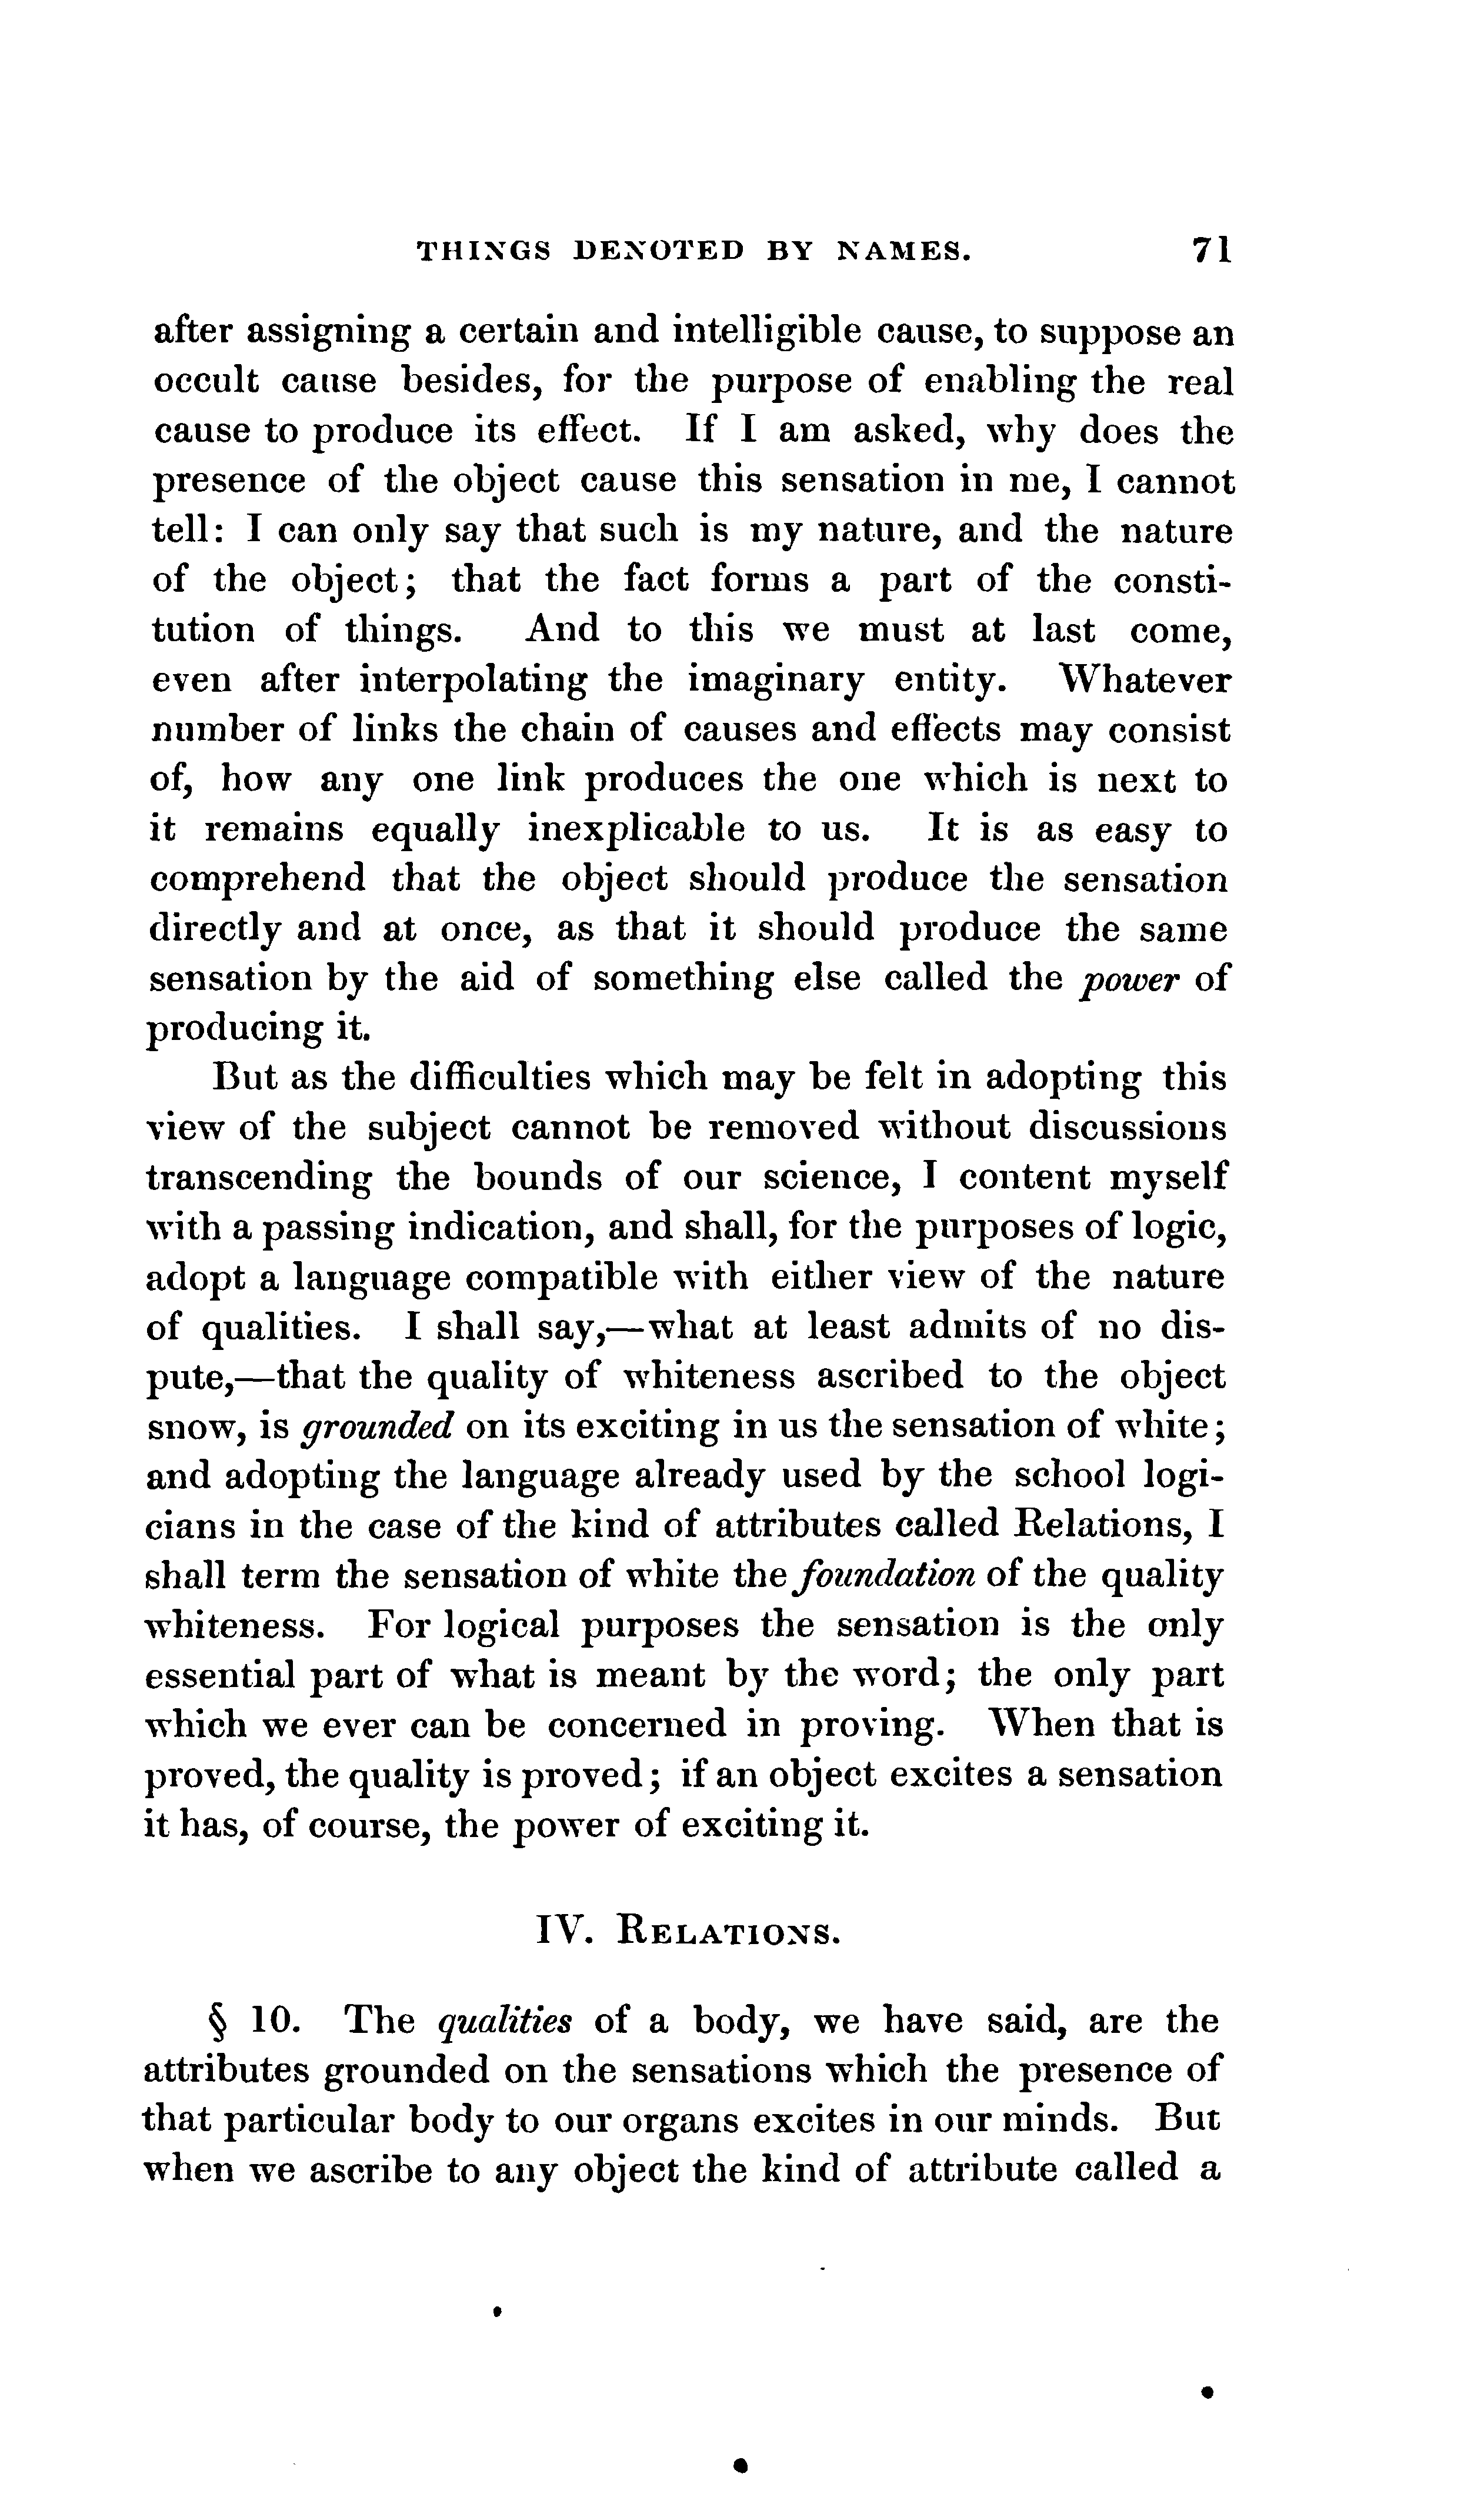 THINGS DENOTED BY NAMES. 71
after assigning a certain and intelligible cause, to suppose an
occult cause besides, for the purpose of enabling the real
cause to produce its effect. If I am asked, why does the
presence of the object cause this sensation in me, I cannot
tell: I can only say that such is my nature, and the nature
of the object; that the fact forms a part of the consti-
tution of things. And to this we must at last come,
even after interpolating the imaginary entity. Whatever
number of links the chain of causes and effects may consist
of, how any one link produces the one which is next to
it remains equally inexplicable to us. It is as easy to
comprehend that the object should produce the sensation
directly and at once, as that it should produce the same
sensation by the aid of something else called the power of
producing it.
But as the difficulties which may be felt in adopting this
view of the subject cannot be removed without discussions
transcending the bounds of our science, I content myself
with a passing indication, and shall, for the purposes of logic,
adopt a language compatible with either view of the nature
of qualities. I shall say,—what at least admits of no dis-
pute,—that the quality of whiteness ascribed to the object
snow, is grounded on its exciting in us the sensation of white;
and adopting the language already used by the school logi-
cians in the case of the kind of attributes called Relations, I
shall term the sensation of white the foundation of the quality
whiteness. For logical purposes the sensation is the only
essential part of what is meant by the word; the only part
which we ever can be concerned in proving. When that is
proved, the quality is proved; if an object excites a sensation
it has, of course, the power of exciting it.
IV. RELATIONS.
§ 10. The qualities of a body, we have said, are the
attributes grounded on the sensations which the presence of
that particular body to our organs excites in our minds. But
when we ascribe to any object the kind of attribute called a